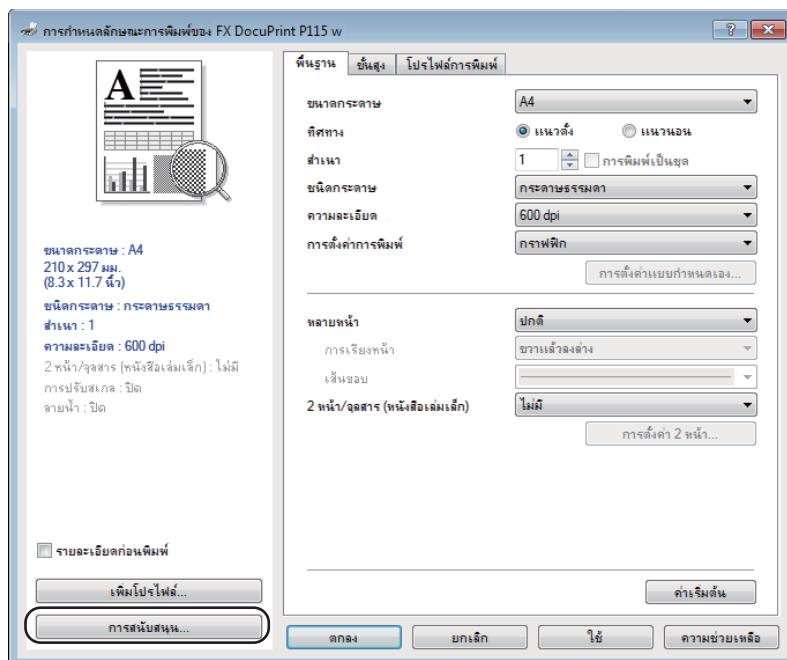 การกำหนดลักษณะการพิมพ์ของ FX DocuPrint P115 w
พื้นฐาน ขั้นสูง โปรไฟล์การพิมพ์
A
ขนาดกระดาษ A4
ทิศทาง แนวตั้ง แนวนอน
สำเนา 1 การพิมพ์เป็นชุด
ชนิดกระดาษ กระดาษธรรมดา
ความละเอียด 600 dpi
การตั้งค่าการพิมพ์ กราฟฟิก
การตั้งค่าแบบกำหนดเอง...
หลายหน้า ปกติ
การเรียงหน้า ขวาแล้วลงล่าง
เส้นขอบ
2 หน้า/จุลสาร (หนังสือเล่มเล็ก) ไม่มี
การตั้งค่า 2 หน้า...
ขนาดกระดาษ : A4
210 x 297 มม.
(8.3 x 11.7 นิ้ว)
ชนิดกระดาษ : กระดาษธรรมดา
สำเนา : 1
ความละเอียด : 600 dpi
2 หน้า/จุลสาร (หนังสือเล่มเล็ก) : ไม่มี
การปรับสเกล : ปิด
ลายน้ำ : ปิด
รายละเอียดก่อนพิมพ์
เพิ่มโปรไฟล์...
การสนับสนุน...
ค่าเริ่มต้น
ตกลง ยกเลิก ใช้ ความช่วยเหลือ